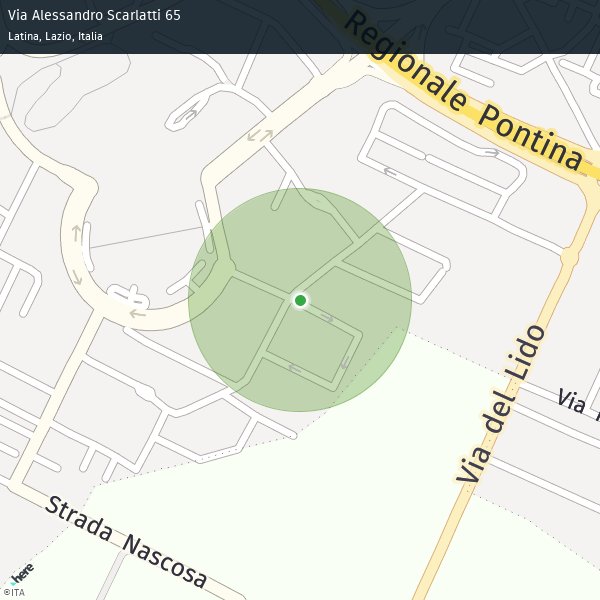 Via Alessandro Scarlatti 65
Latina, Lazio, Italia
Regionale Pontina
Via del Lido
Via
Strada Nascosa
here
©ITA